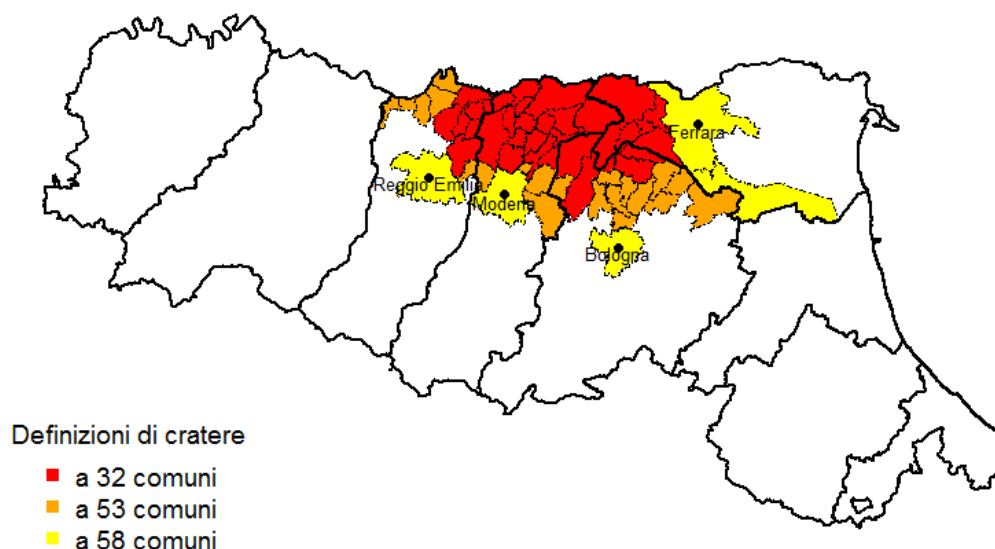 Ferrara
Reggio Emilia
Modena
Bologna
Definizioni di cratere
a 32 comuni
a 53 comuni
a 58 comuni